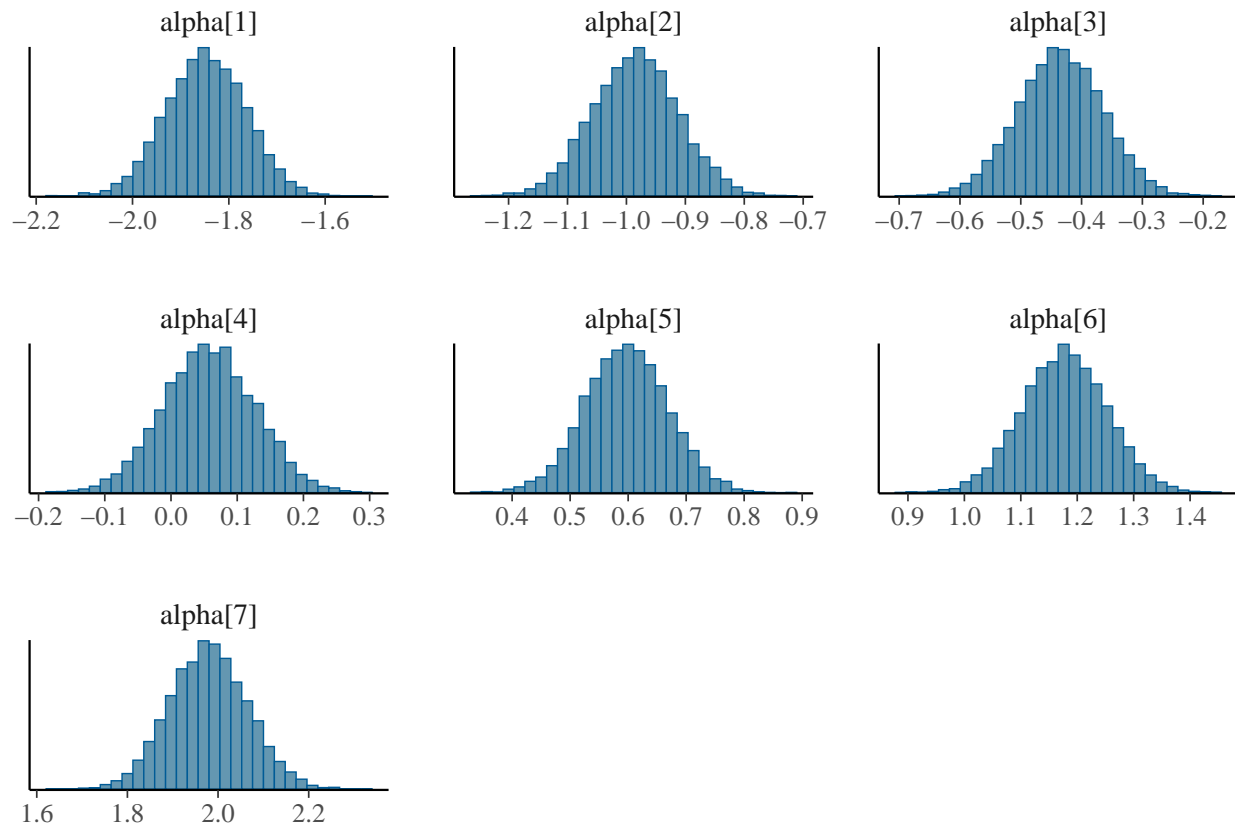 alpha[1] alpha[2] alpha[3]
−2.2 −2.0 −1.8 −1.6 −1.2 −1.1 −1.0 −0.9 −0.8 −0.7 −0.7 −0.6 −0.5 −0.4 −0.3 −0.2
alpha[4] alpha[5] alpha[6]
−0.2 −0.1 0.0 0.1 0.2 0.3 0.4 0.5 0.6 0.7 0.8 0.9 0.9 1.0 1.1 1.2 1.3 1.4
alpha[7]
1.6 1.8 2.0 2.2